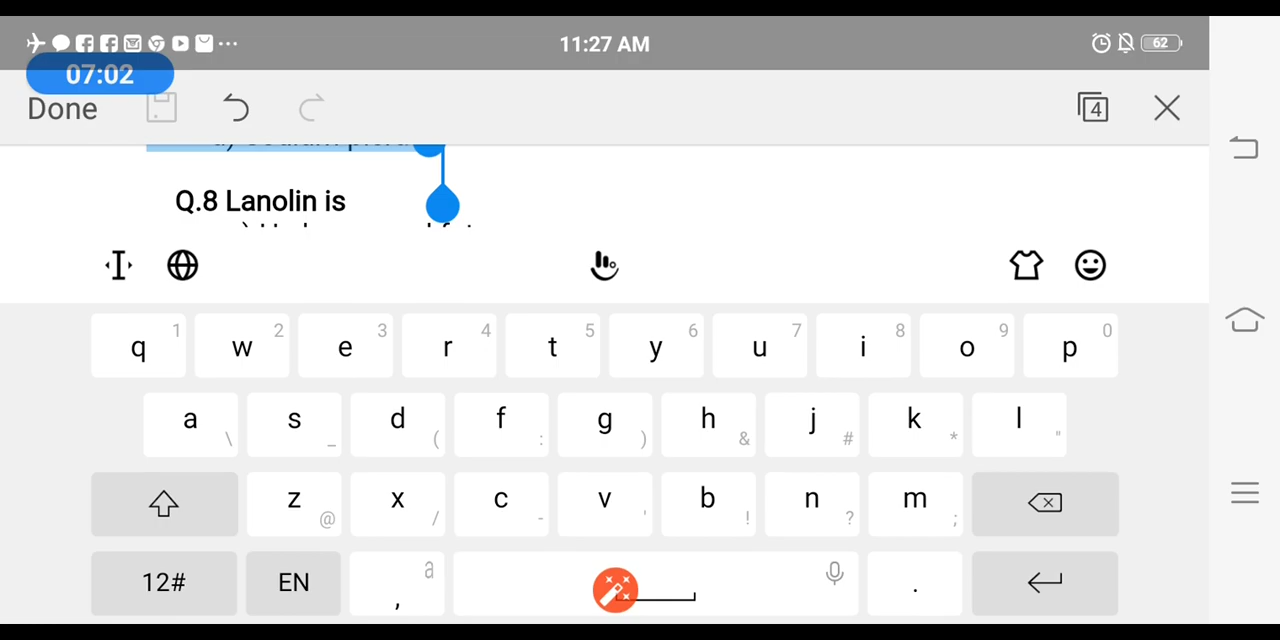 11:27 AM
62
07:02
Done
4
Q.8 Lanolin is
q 1 w 2 e 3 r 4 t 5 y 6 u 7 i 8 o 9 p 0
a \ s _ d ( f : g ) h & j # k * l "
z @ x / c - v ' b ! n ? m ;
12# EN , a .